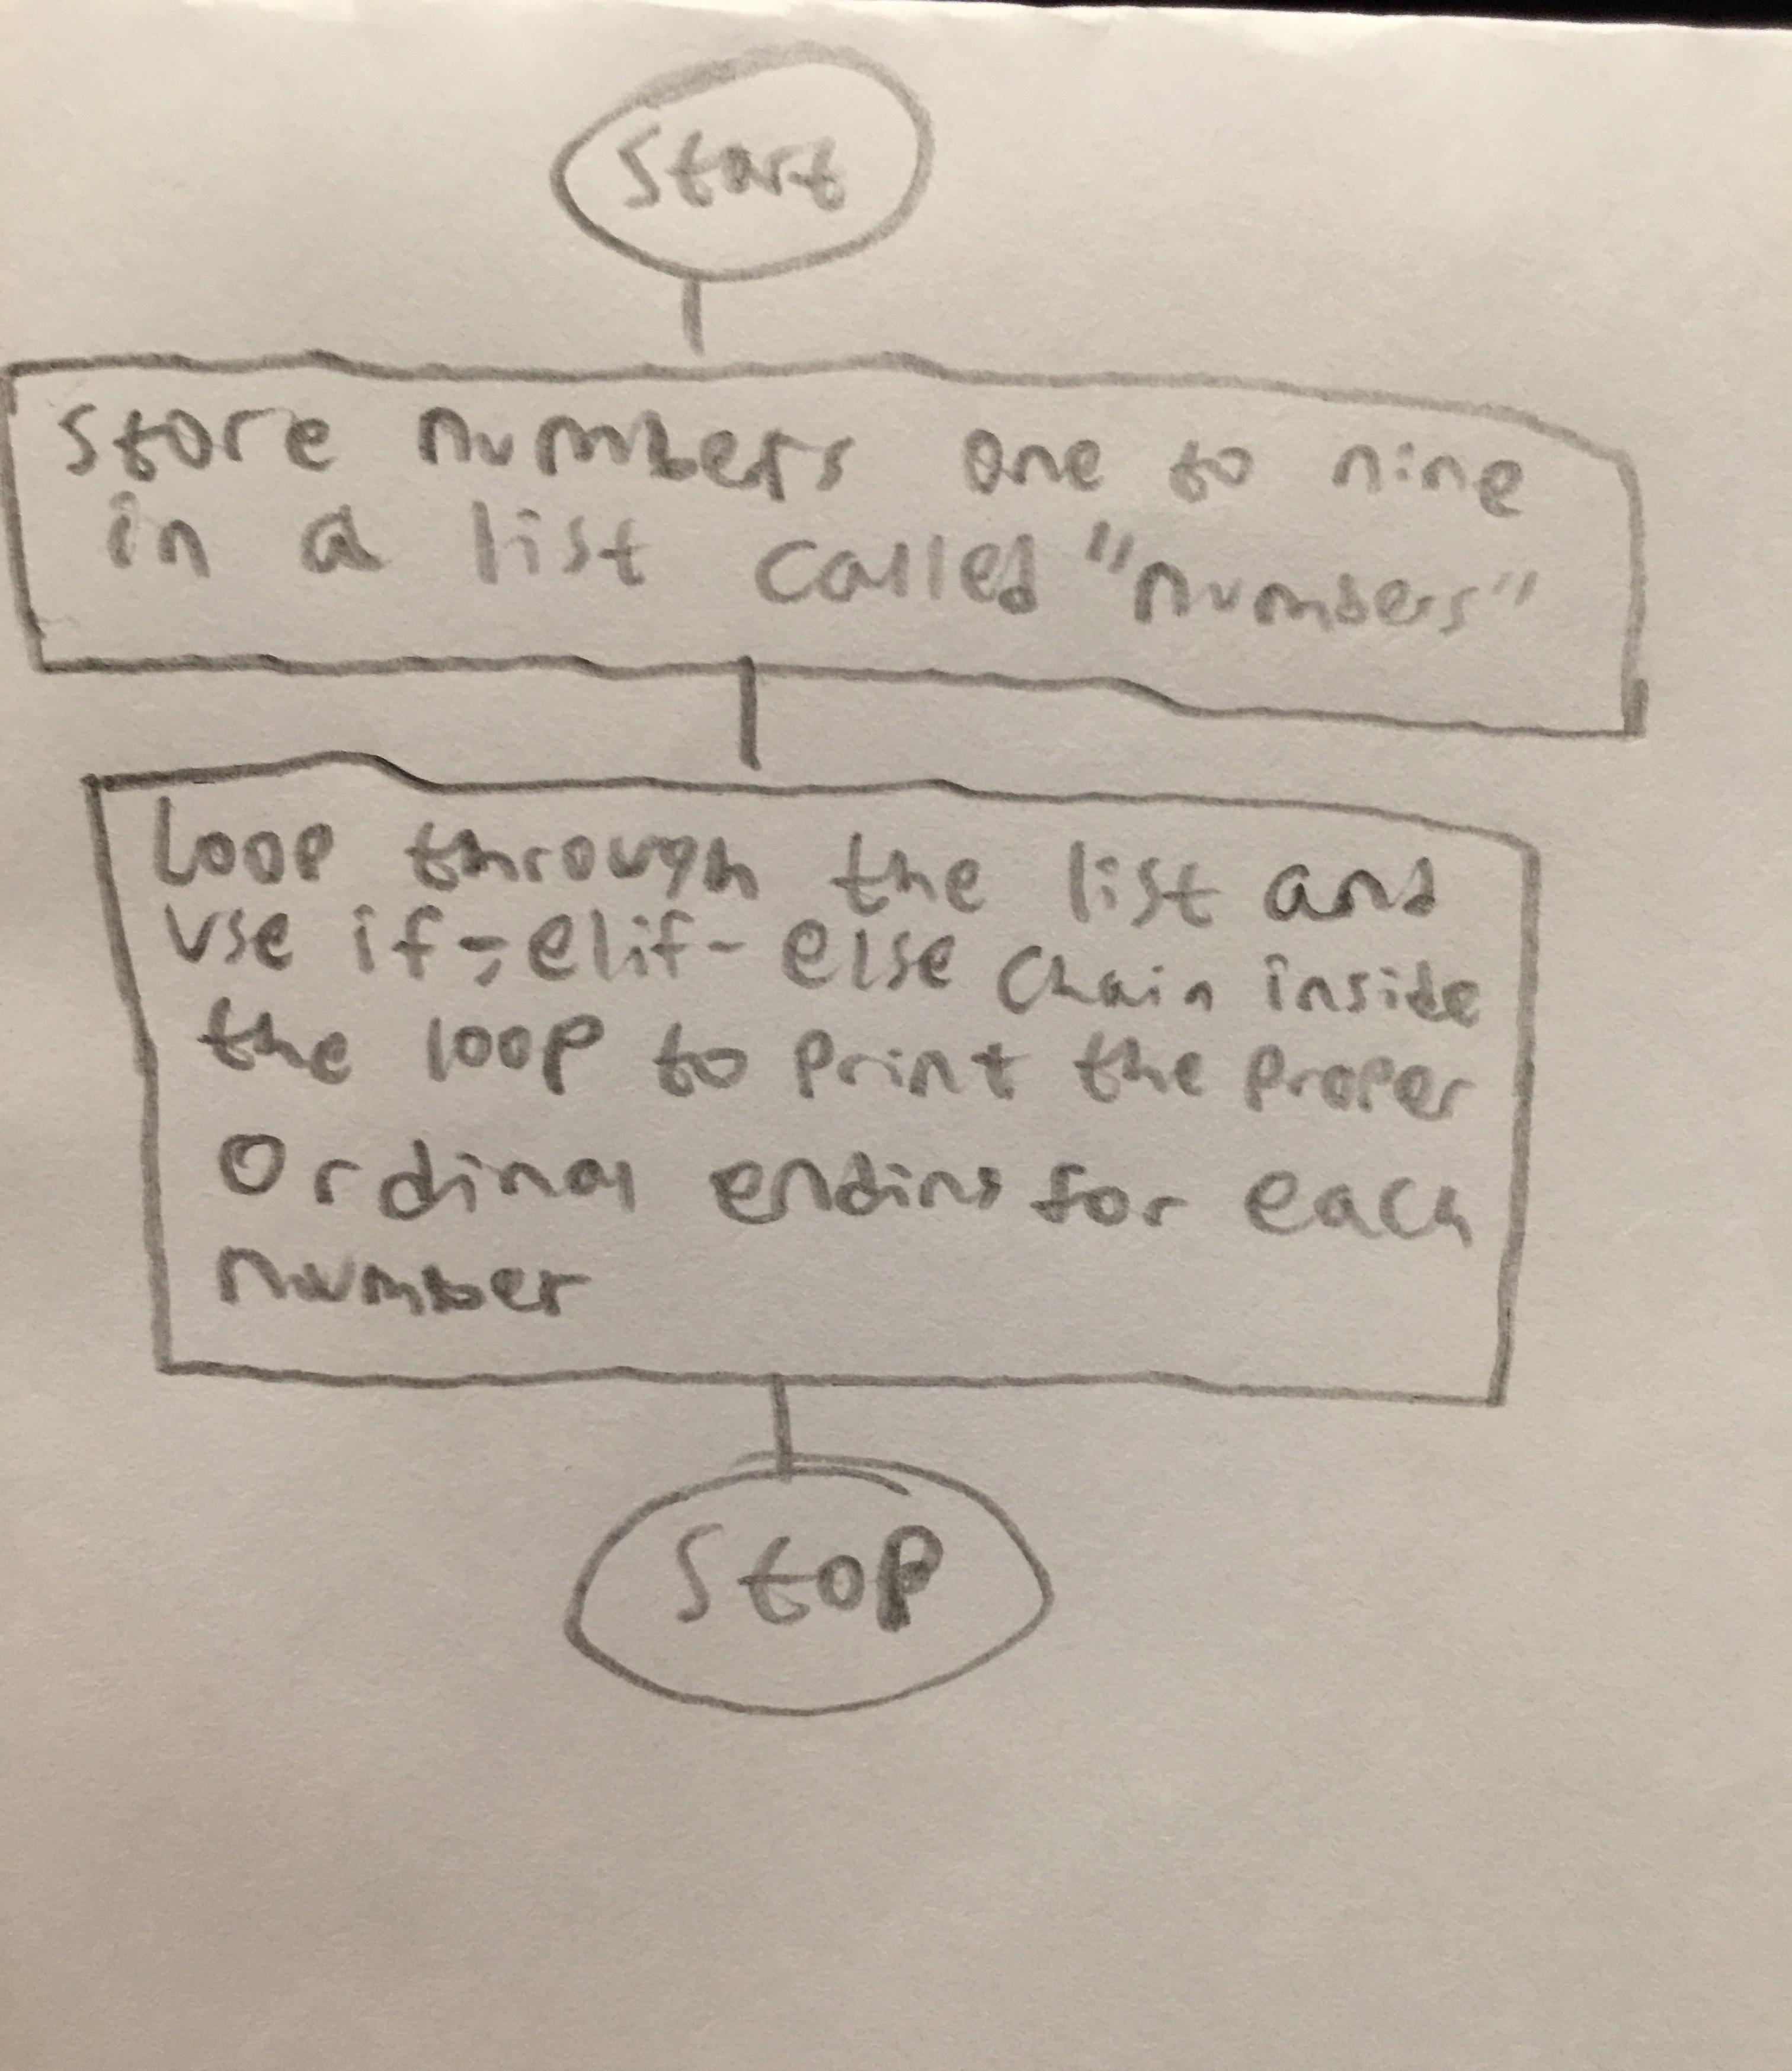 Start
Store numbers one to nine
in a list called "numbers"
Loop through the list and
use if-elif-else chain inside
the loop to print the proper
Ordinal ending for each
number
Stop